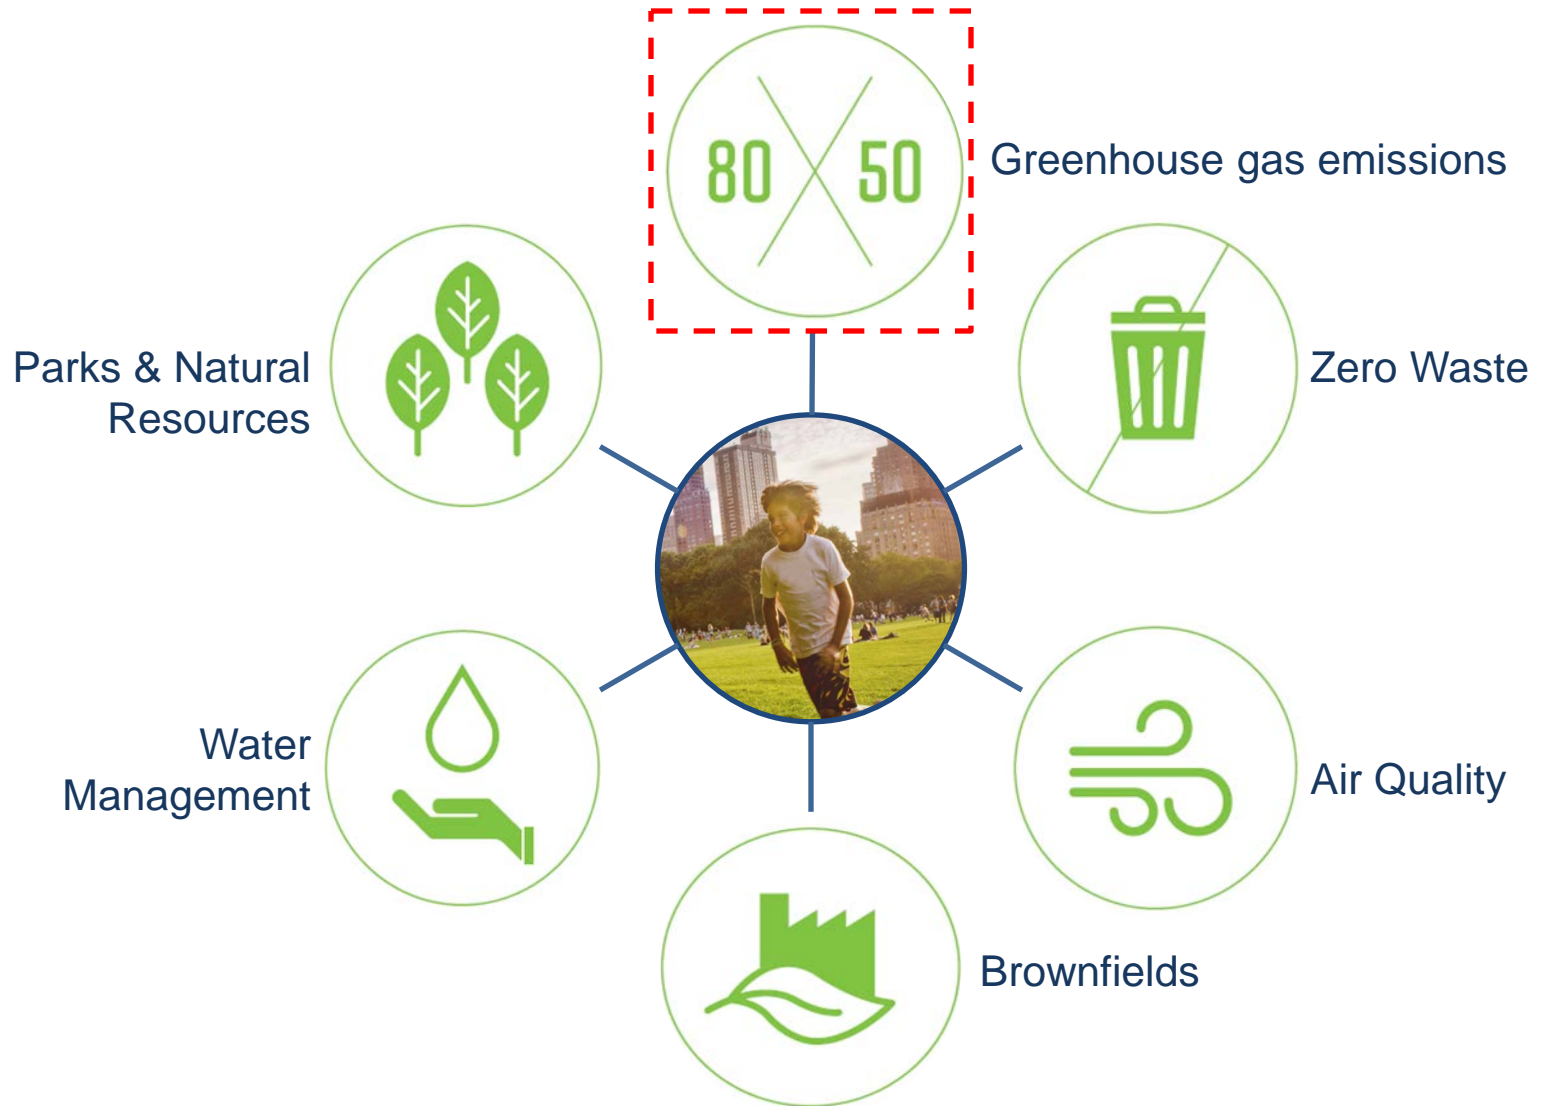 80 50
Greenhouse gas emissions
Parks & Natural
Resources
Zero Waste
Water
Management
Air Quality
Brownfields